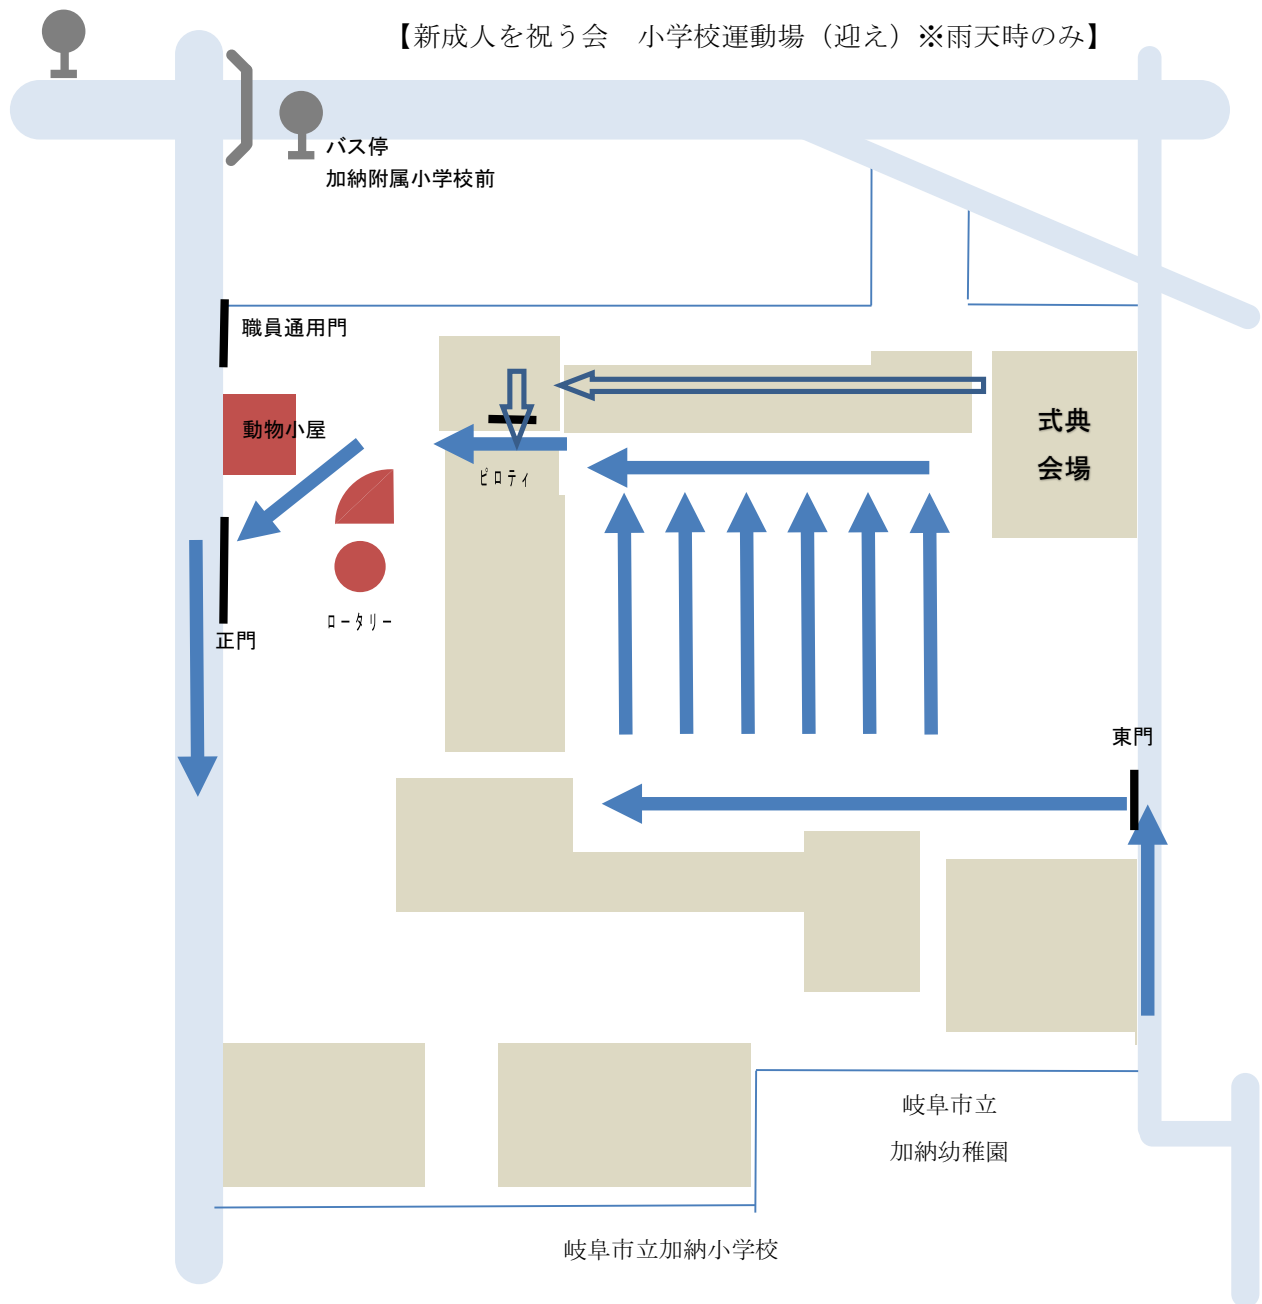 【新成人を祝う会　小学校運動場（迎え）※雨天時のみ】
バス停
加納附属小学校前
職員通用門
動物小屋
式典
会場
ピロティ
ロータリー
正門
東門
岐阜市立
加納幼稚園
岐阜市立加納小学校